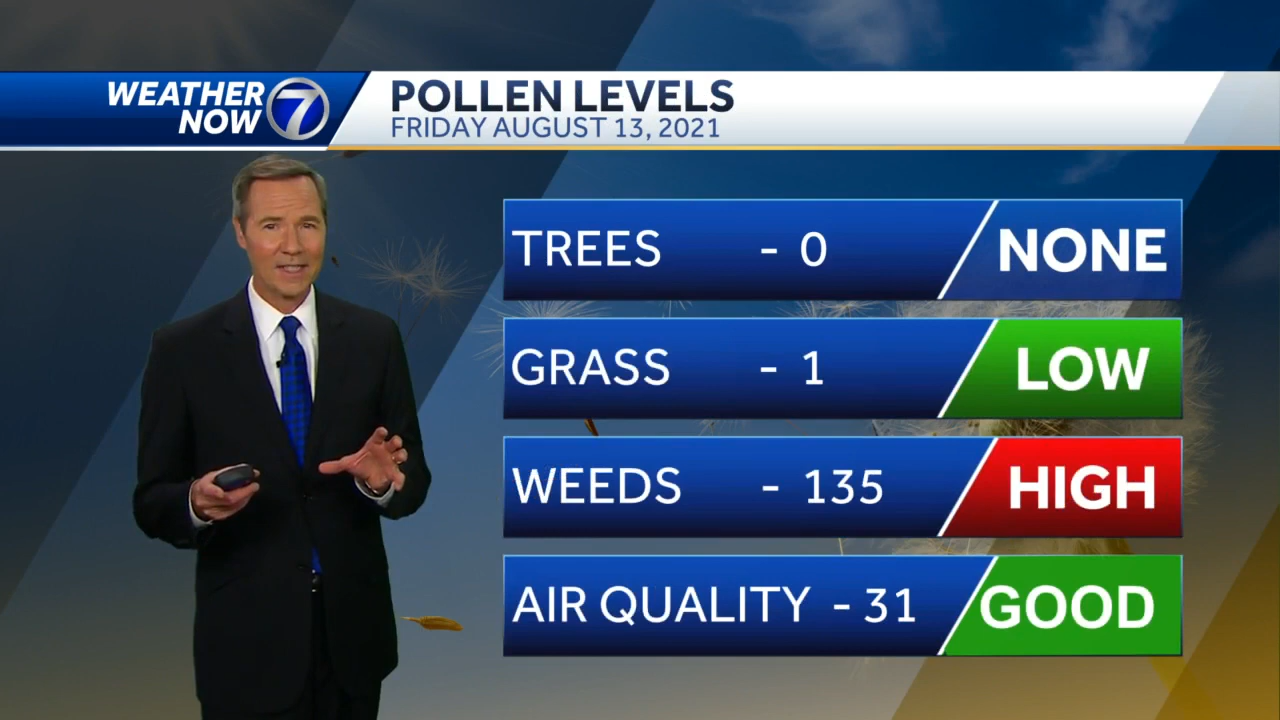 WEATHER
NOW 7
POLLEN LEVELS
FRIDAY AUGUST 13, 2021
TREES - 0 NONE
GRASS - 1 LOW
WEEDS - 135 HIGH
AIR QUALITY - 31 GOOD